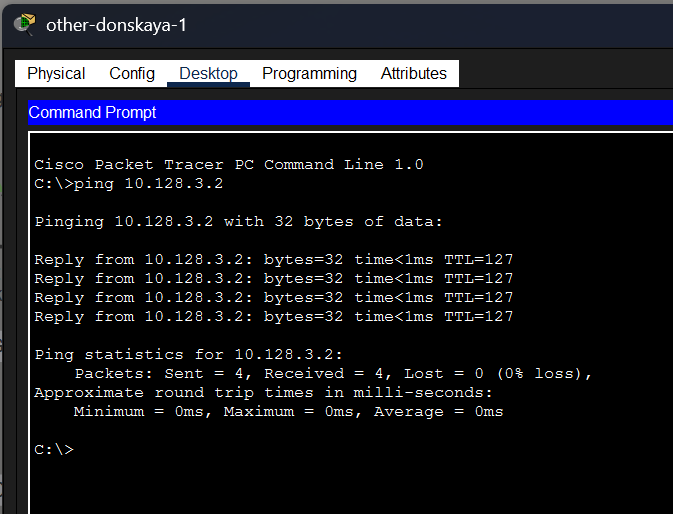 other-donskaya-1
Physical Config Desktop Programming Attributes
Command Prompt
Cisco Packet Tracer PC Command Line 1.0
C:\>ping 10.128.3.2
Pinging 10.128.3.2 with 32 bytes of data:
Reply from 10.128.3.2: bytes=32 time<1ms TTL=127
Reply from 10.128.3.2: bytes=32 time<1ms TTL=127
Reply from 10.128.3.2: bytes=32 time<1ms TTL=127
Reply from 10.128.3.2: bytes=32 time<1ms TTL=127
Ping statistics for 10.128.3.2:
Packets: Sent = 4, Received = 4, Lost = 0 (0% loss),
Approximate round trip times in milli-seconds:
Minimum = 0ms, Maximum = 0ms, Average = 0ms
C:\>